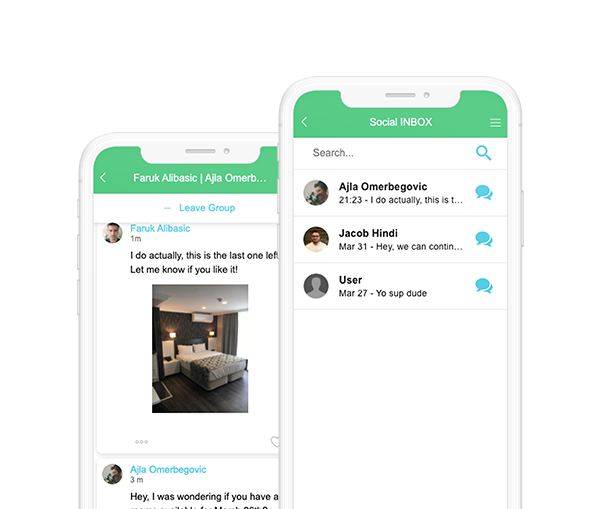 Faruk Alibasic | Ajla Omerb...
– Leave Group
Faruk Alibasic
1m
I do actually, this is the last one left
Let me know if you like it!
Ajla Omerbegovic
3 m
Hey, I was wondering if you have a
Social INBOX
Search...
Ajla Omerbegovic
21:23 - I do actually, this is t...
Jacob Hindi
Mar 31 - Hey, we can contin...
User
Mar 27 - Yo sup dude